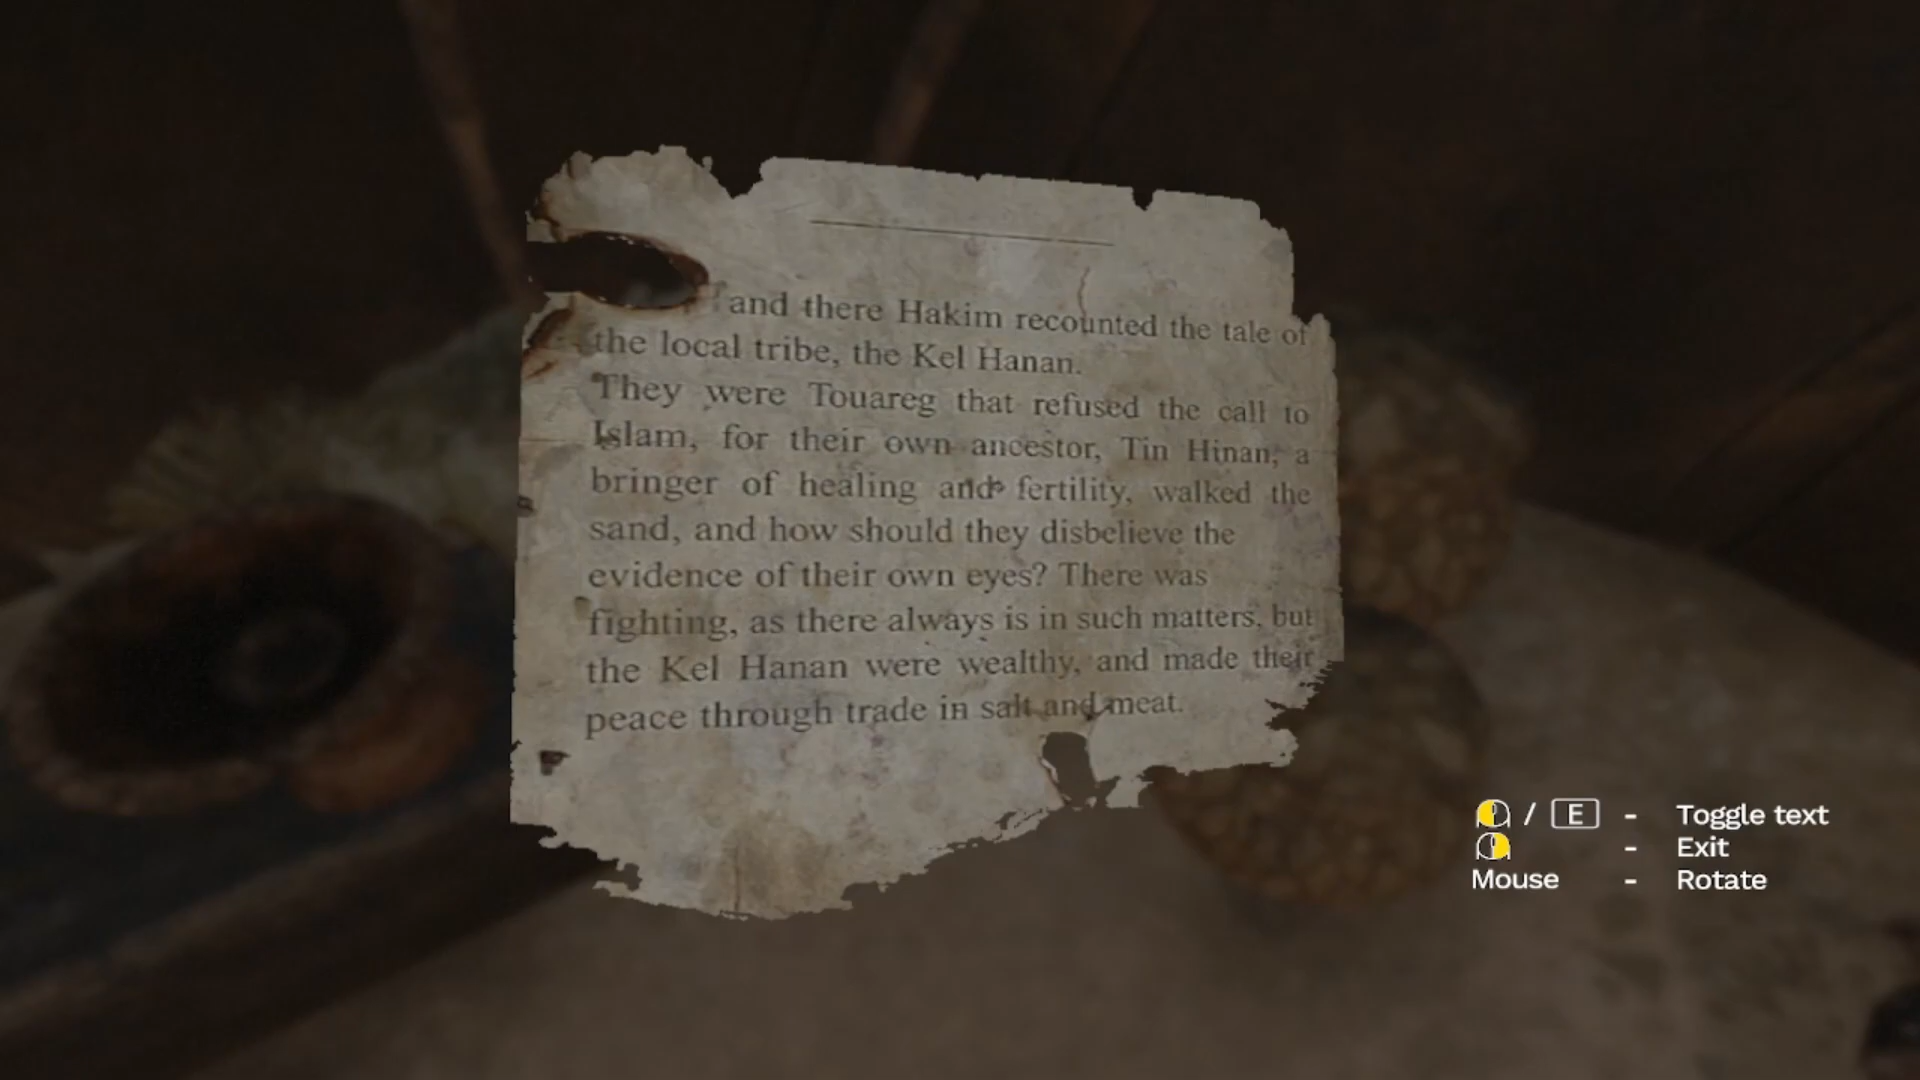 and there Hakim recounted the tale of
the local tribe, the Kel Hanan.
They were Touareg that refused the call to
Islam, for their own ancestor, Tin Hinan, a
bringer of healing and fertility, walked the
sand, and how should they disbelieve the
evidence of their own eyes? There was
fighting, as there always is in such matters, but
the Kel Hanan were wealthy, and made their
peace through trade in salt and meat.
/ E - Toggle text
- Exit
Mouse - Rotate